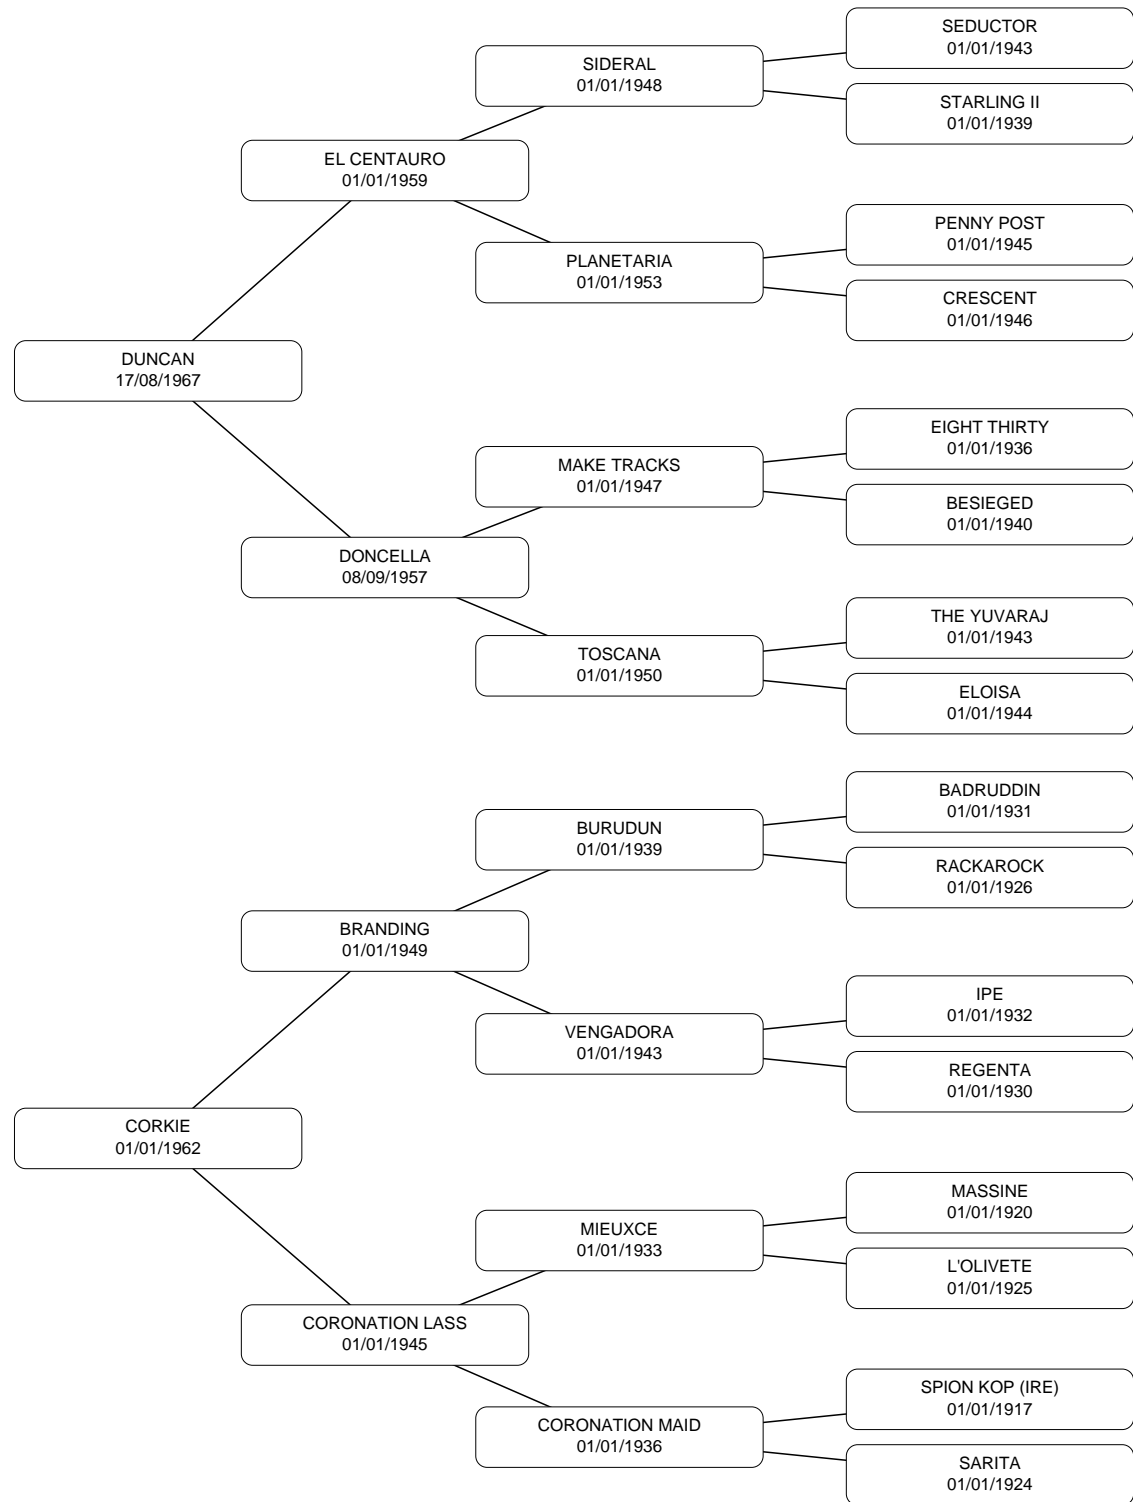 SEDUCTOR
01/01/1943
SIDERAL
01/01/1948
STARLING II
01/01/1939
EL CENTAURO
01/01/1959
PENNY POST
01/01/1945
PLANETARIA
01/01/1953
CRESCENT
01/01/1946
DUNCAN
17/08/1967
EIGHT THIRTY
01/01/1936
MAKE TRACKS
01/01/1947
BESIEGED
01/01/1940
DONCELLA
08/09/1957
THE YUVARAJ
01/01/1943
TOSCANA
01/01/1950
ELOISA
01/01/1944
BADRUDDIN
01/01/1931
BURUDUN
01/01/1939
RACKAROCK
01/01/1926
BRANDING
01/01/1949
IPE
01/01/1932
VENGADORA
01/01/1943
REGENTA
01/01/1930
CORKIE
01/01/1962
MASSINE
01/01/1920
MIEUXCE
01/01/1933
L'OLIVETE
01/01/1925
CORONATION LASS
01/01/1945
SPION KOP (IRE)
01/01/1917
CORONATION MAID
01/01/1936
SARITA
01/01/1924